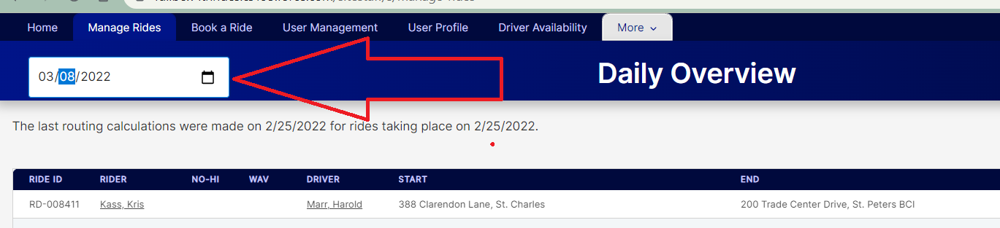 Home Manage Rides Book a Ride User Management User Profile Driver Availability More
03/08/2022 Daily Overview
The last routing calculations were made on 2/25/2022 for rides taking place on 2/25/2022.
RIDE ID RIDER NO-HI WAV DRIVER START END
RD-008411 Kass, Kris Marr, Harold 388 Clarendon Lane, St. Charles 200 Trade Center Drive, St. Peters BCI